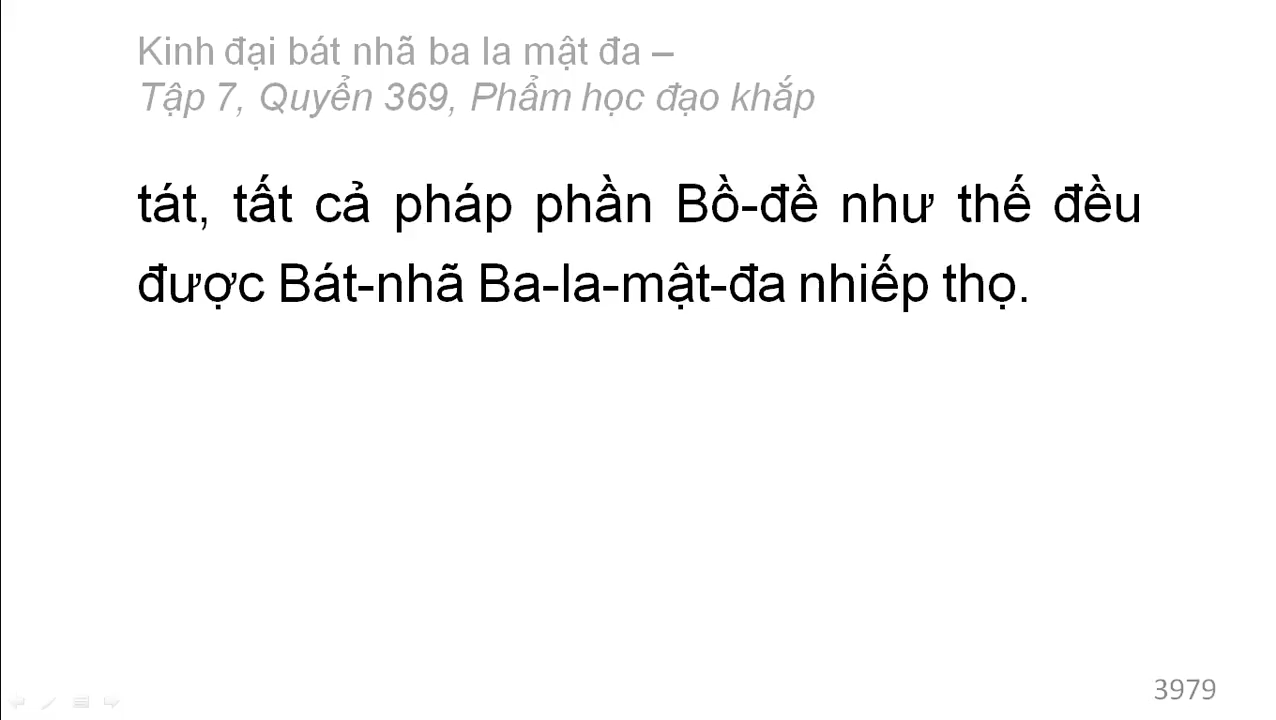 Kinh đại bát nhã ba la mật đa –
Tập 7, Quyển 369, Phẩm học đạo khắp
tát, tất cả pháp phần Bồ-đề như thế đều
được Bát-nhã Ba-la-mật-đa nhiếp thọ.
3979